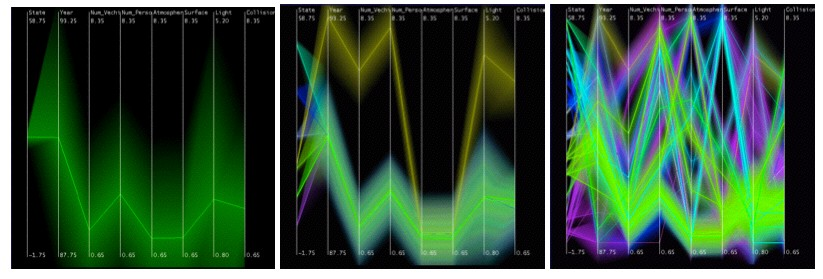 State Year Num_Vechi Num_Perso Atmospher Surface Light Collision
58.75 93.25 8.35 8.35 8.35 8.35 5.20 8.35
-1.75 87.75 0.65 0.65 0.65 0.65 0.80 0.65
State Year Num_Vechi Num_Perso Atmospher Surface Light Collision
58.75 93.25 8.35 8.35 8.35 8.35 5.20 8.35
-1.75 87.75 0.65 0.65 0.65 0.65 0.80 0.65
State Year Num_Vechi Num_Perso Atmospher Surface Light Collision
58.75 93.25 8.35 8.35 8.35 8.35 5.20 8.35
-1.75 87.75 0.65 0.65 0.65 0.65 0.80 0.65